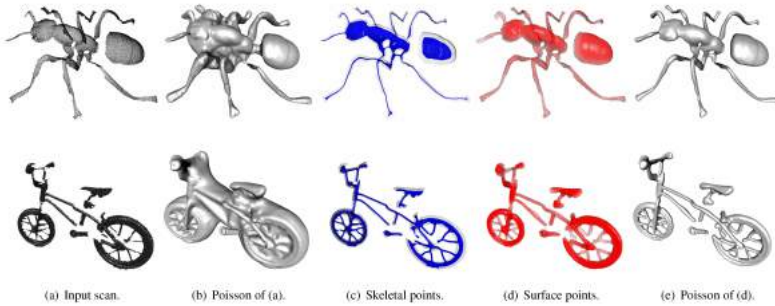 (a) Input scan. (b) Poisson of (a). (c) Skeletal points. (d) Surface points. (e) Poisson of (d).